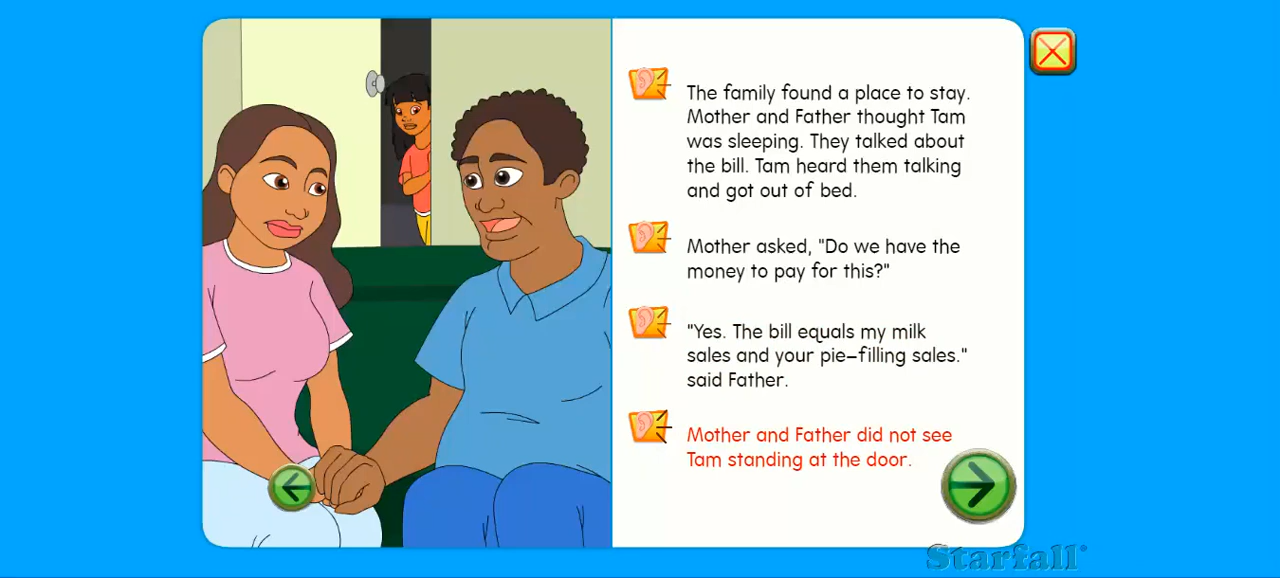 The family found a place to stay.
Mother and Father thought Tam
was sleeping. They talked about
the bill. Tam heard them talking
and got out of bed.
Mother asked, "Do we have the
money to pay for this?"
"Yes. The bill equals my milk
sales and your pie-filling sales."
said Father.
Mother and Father did not see
Tam standing at the door.
Starfall